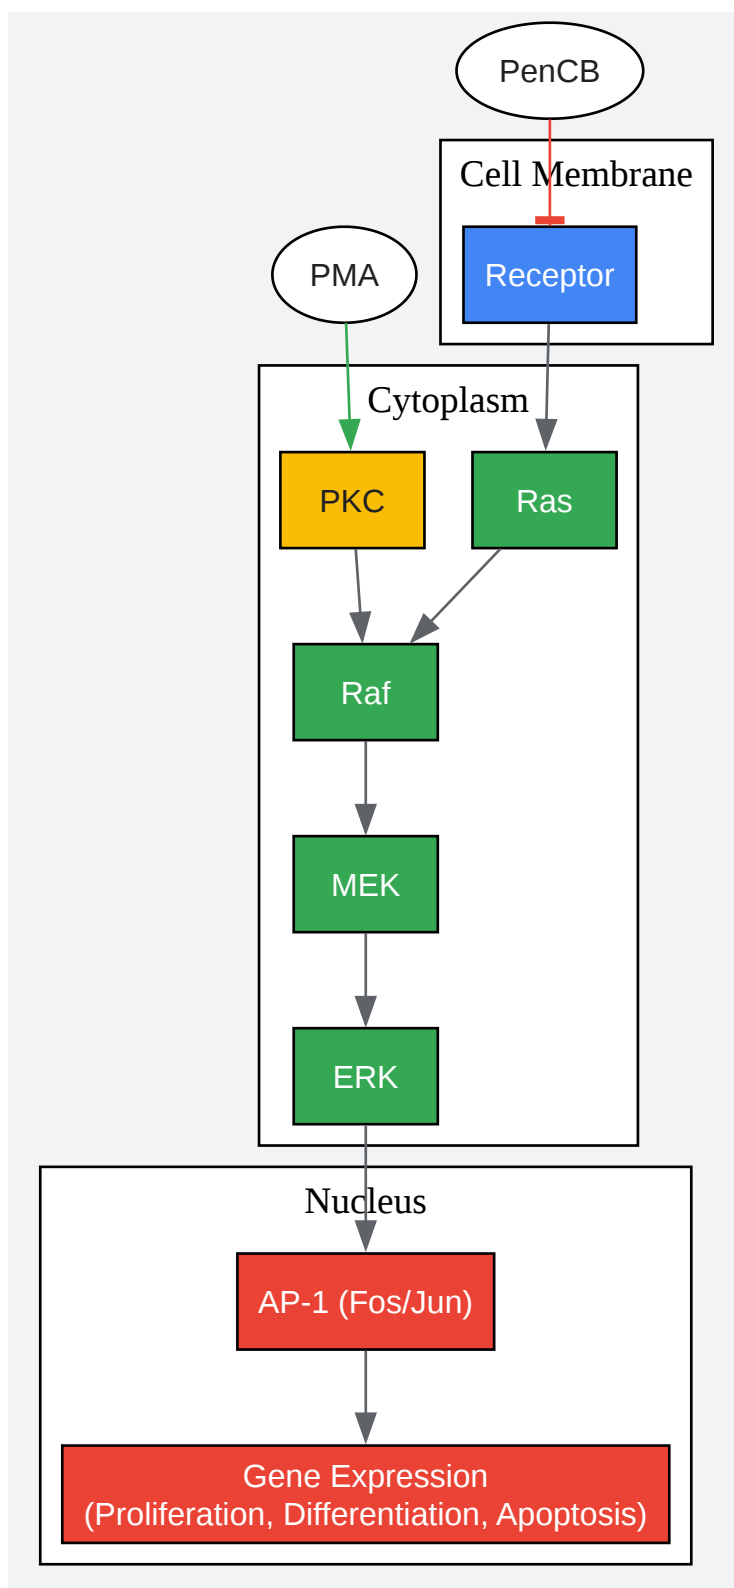 PenCB
Cell Membrane
Receptor
PMA
Cytoplasm
PKC
Ras
Raf
MEK
ERK
Nucleus
AP-1 (Fos/Jun)
Gene Expression
(Proliferation, Differentiation, Apoptosis)